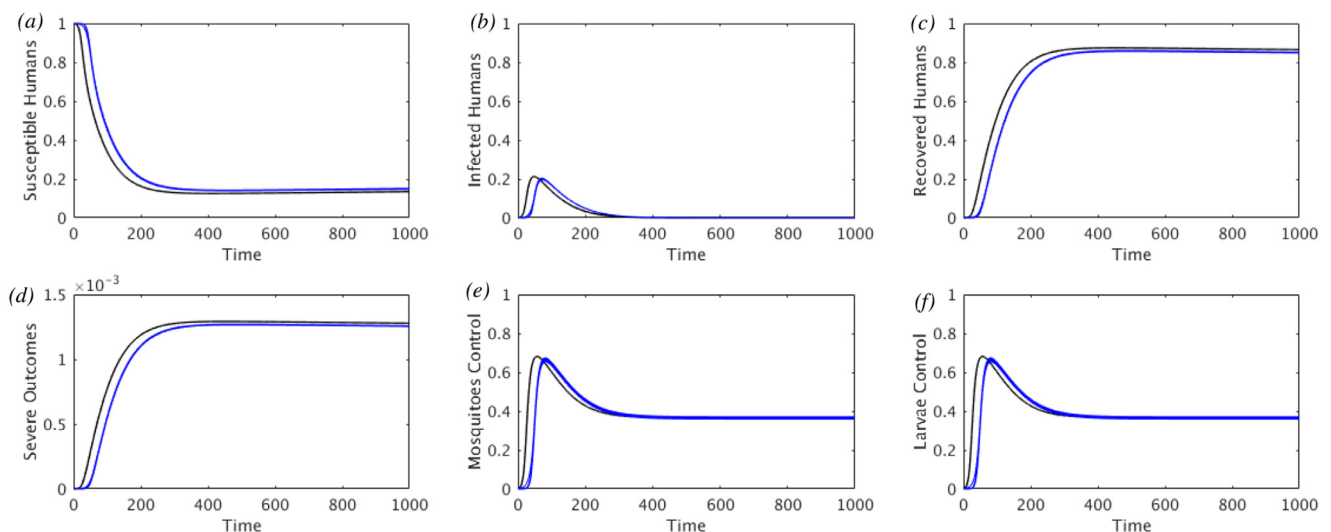 (a) (b) (c)
1 1 1
0.8 0.8 0.8
0.6 0.6 0.6
0.4 0.4 0.4
0.2 0.2 0.2
0 0 0
Susceptible Humans Infected Humans Recovered Humans
0 200 400 600 800 1000 0 200 400 600 800 1000 0 200 400 600 800 1000
Time Time Time
(d) (e) (f)
×10⁻³
1.5 1 1
1 0.8 0.8
0.5 0.6 0.6
0 0.4 0.4
0.2 0.2
0 0
Severe Outcomes Mosquitoes Control Larvae Control
0 200 400 600 800 1000 0 200 400 600 800 1000 0 200 400 600 800 1000
Time Time Time